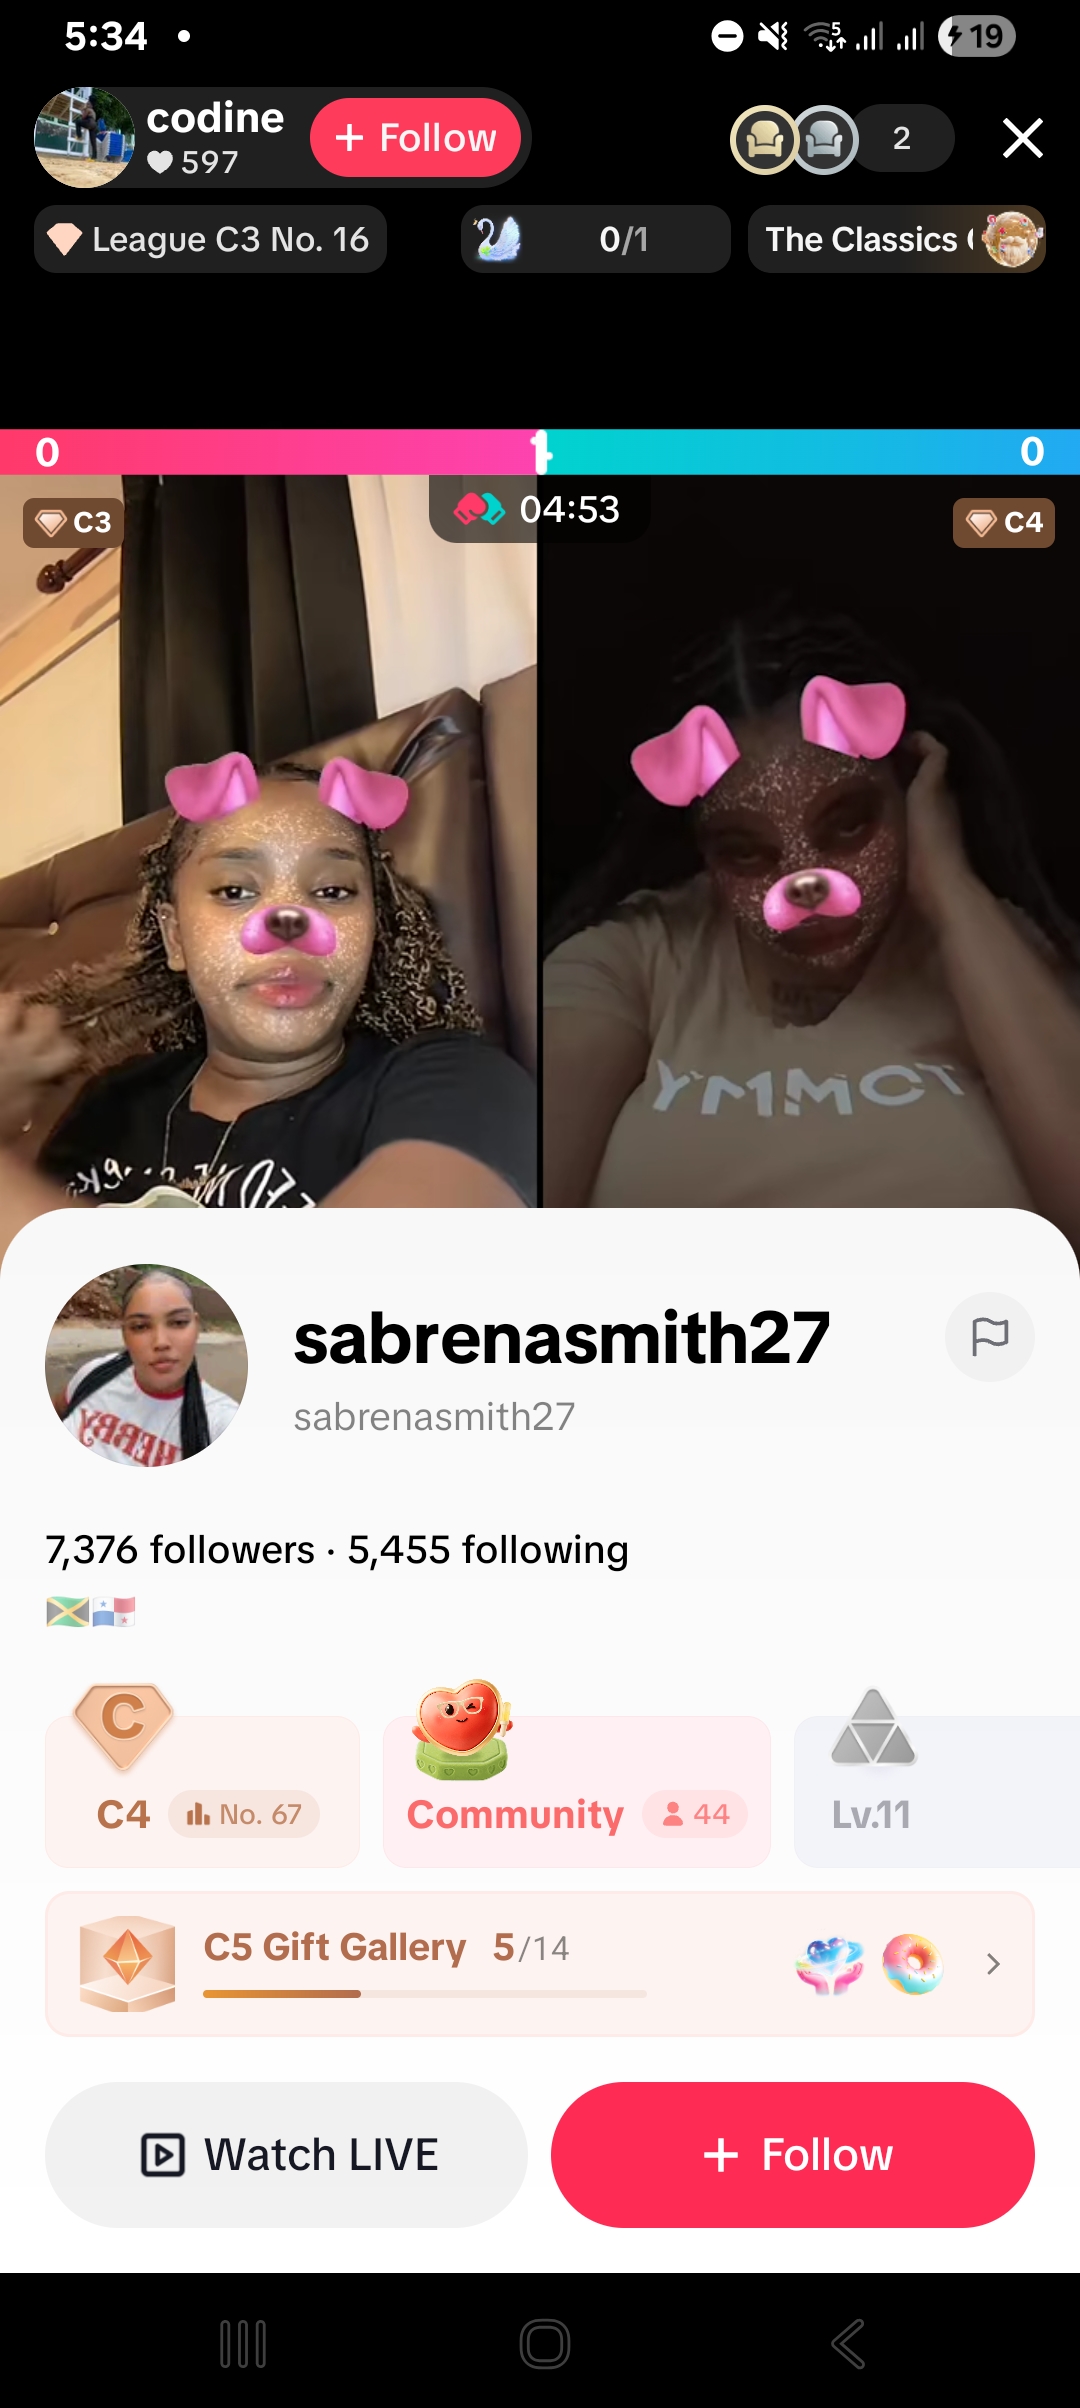 5:34
5
19
codine
597
+ Follow
2
League C3 No. 16
0/1
The Classics
0
0
C3
04:53
C4
YMMCT
sabrenasmith27
sabrenasmith27
7,376 followers · 5,455 following
C
C4
No. 67
Community
44
Lv.11
C5 Gift Gallery 5/14
Watch LIVE
+ Follow